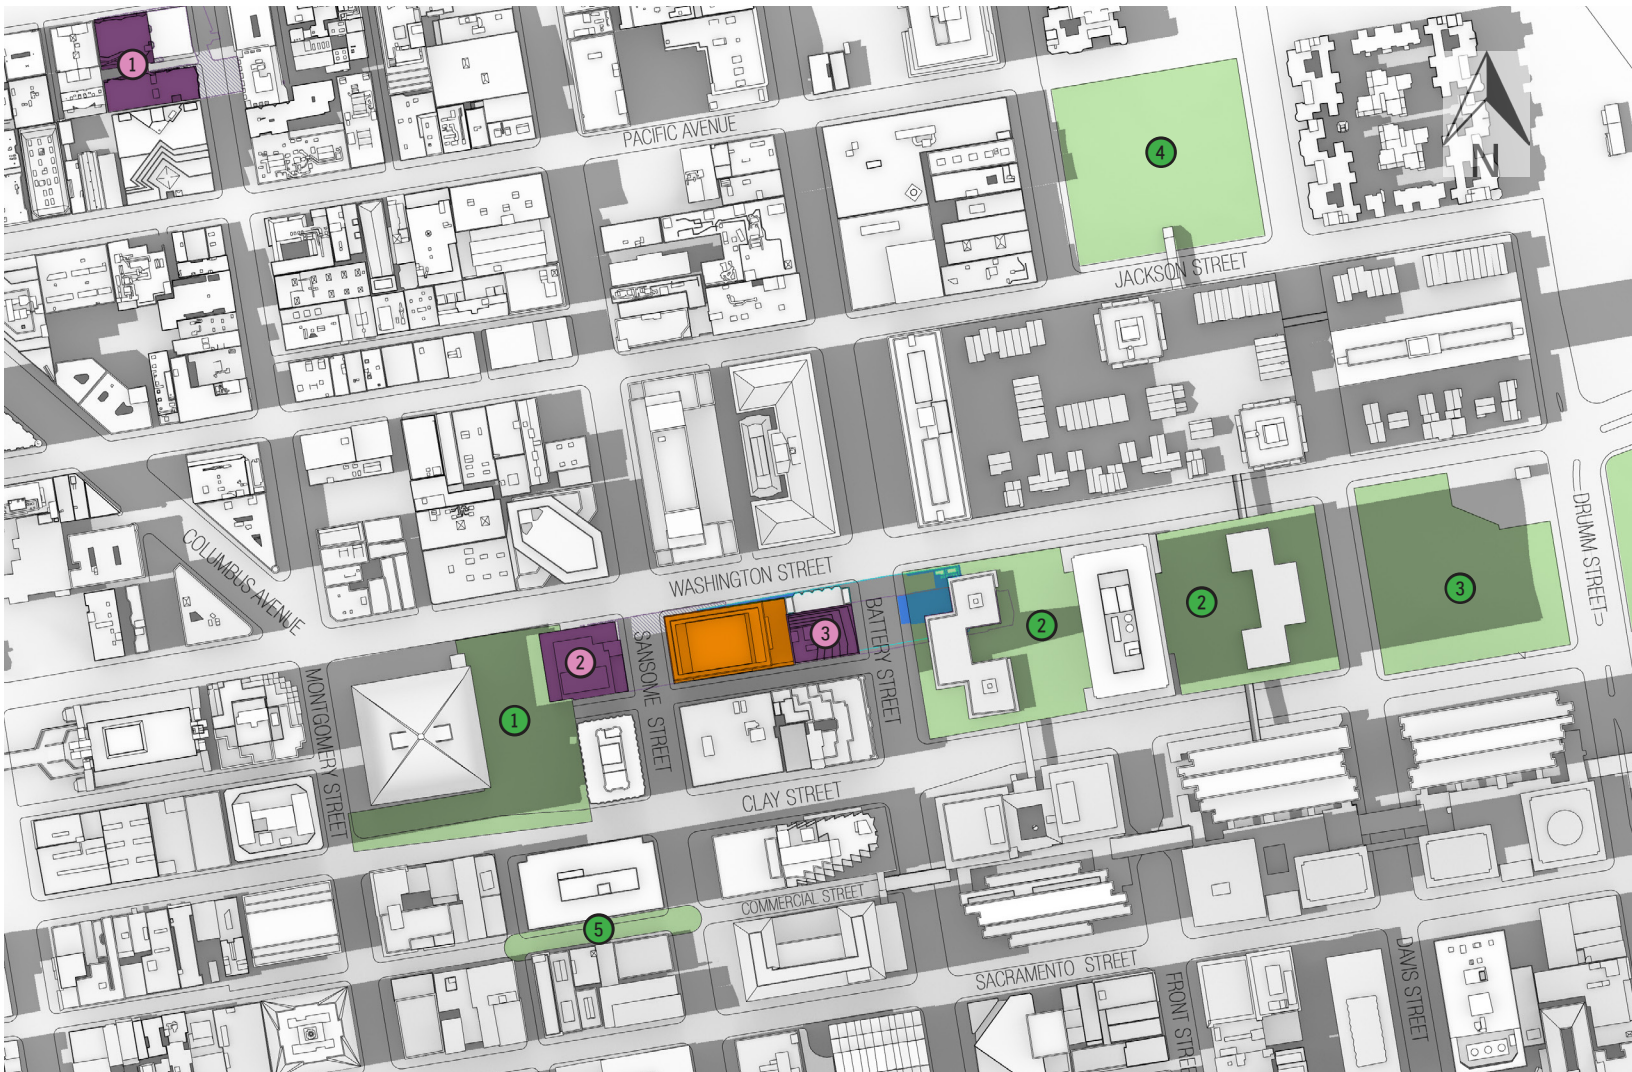 1
PACIFIC AVENUE
4
N
JACKSON STREET
COLUMBUS AVENUE
WASHINGTON STREET
DRUMM STREET
2
3
BATTERY STREET
3
2
2
SANSOME STREET
1
MONTGOMERY STREET
CLAY STREET
COMMERCIAL STREET
5
SACRAMENTO STREET
FRONT STRE
DAVIS STREET